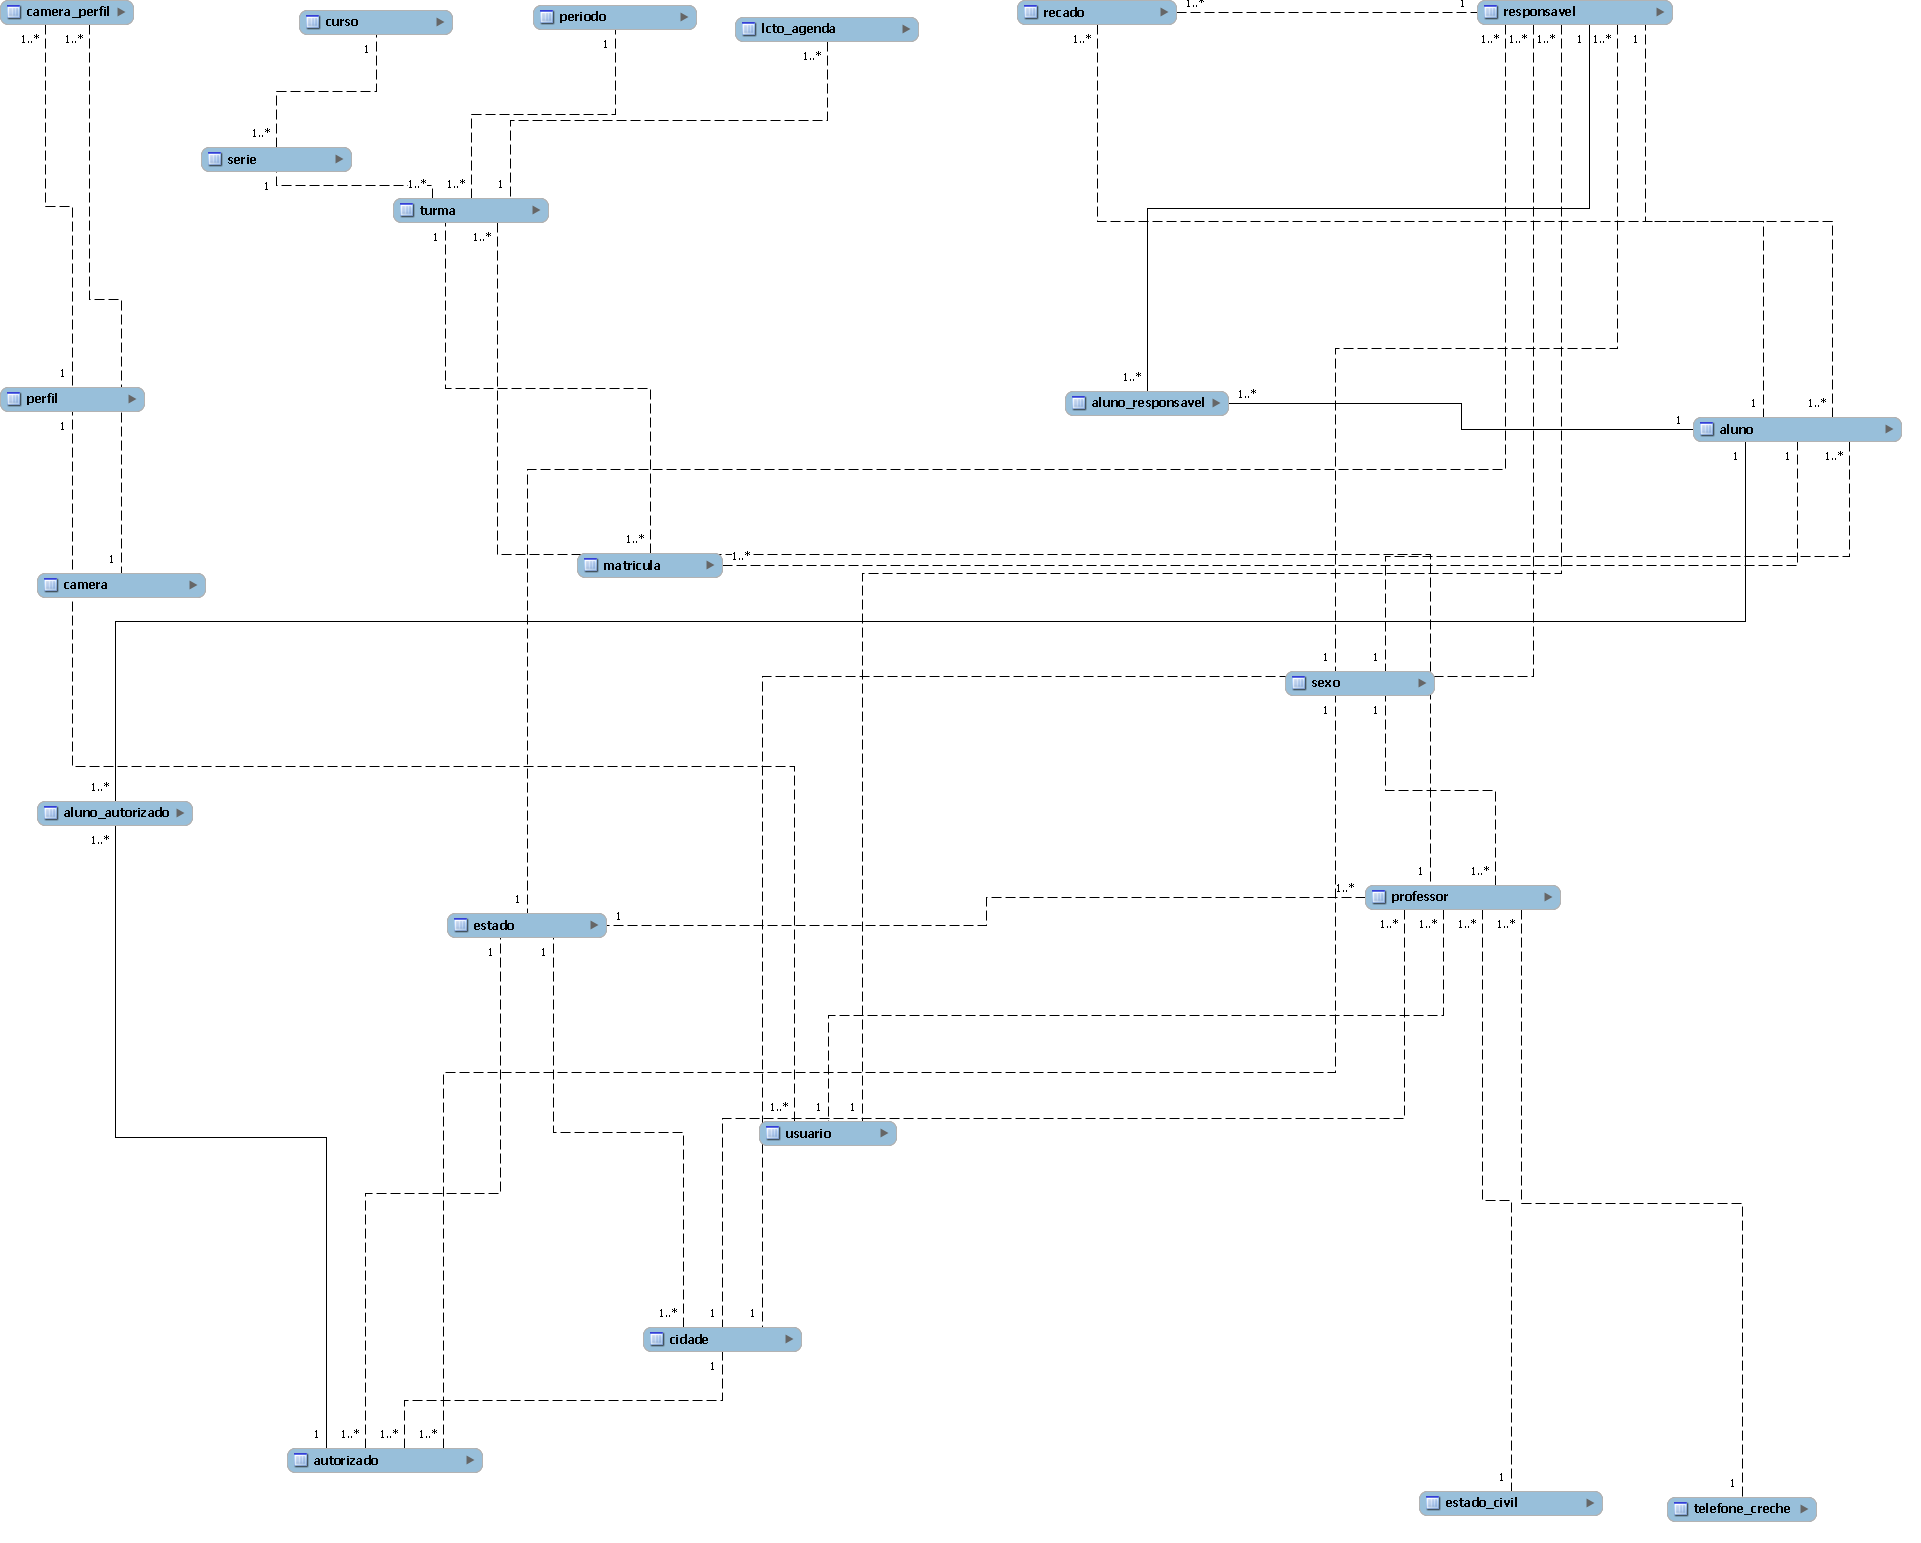 camera_perfil
curso
periodo
lcto_agenda
recado
1..*
1
responsavel
1..*
1..*
1
1
1..*
1..*
1..*
1..*
1..*
1
1..*
1
1..*
serie
1
1..*
1..*
1
turma
1
1..*
1
perfil
1
1..*
aluno_responsavel
1..*
1
1..*
1
aluno
1
1
1..*
1..*
matricula
1..*
1
camera
1
1
sexo
1
1
1..*
aluno_autorizado
1..*
1
1..*
1..*
professor
1
estado
1
1
1
1..*
1..*
1..*
1..*
1..*
1
1
usuario
1..*
1
1
cidade
1
1
1..*
1..*
1..*
autorizado
1
estado_civil
1
telefone_creche